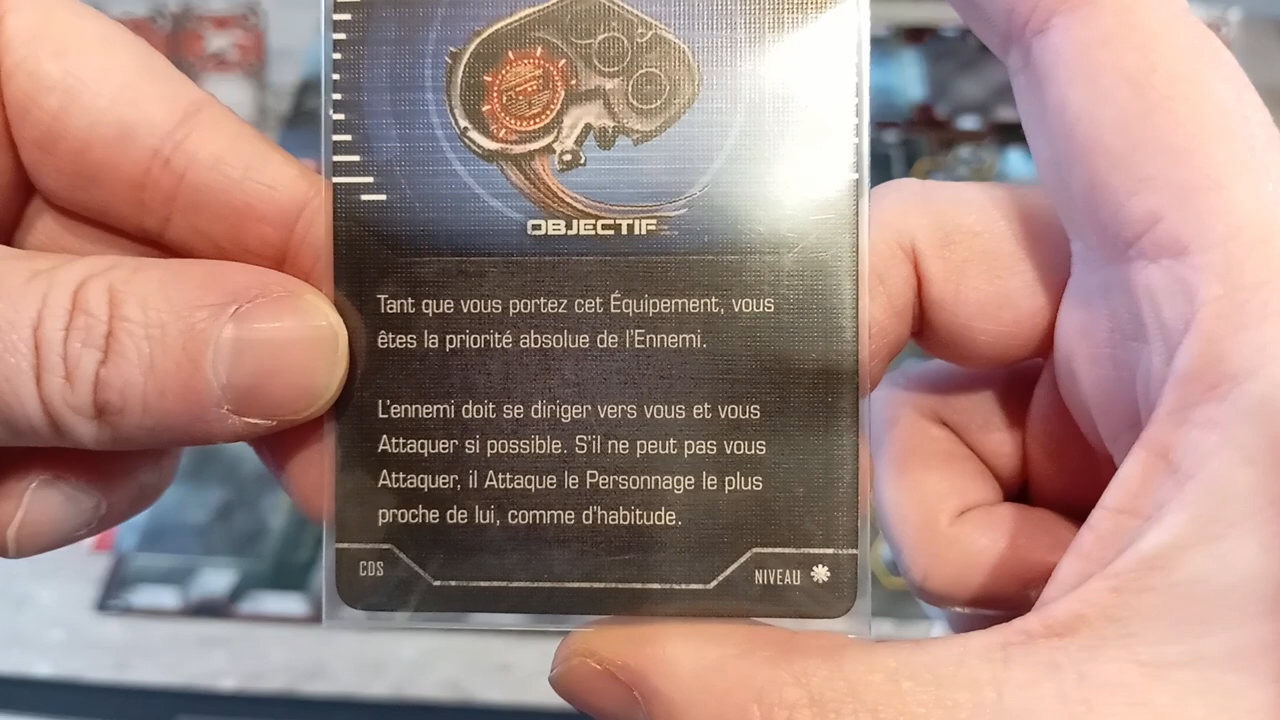 OBJECTIF
Tant que vous portez cet Équipement, vous
êtes la priorité absolue de l'Ennemi.
L'ennemi doit se diriger vers vous et vous
Attaquer si possible. S'il ne peut pas vous
Attaquer, il Attaque le Personnage le plus
proche de lui, comme d'habitude.
CDS
NIVEAU *